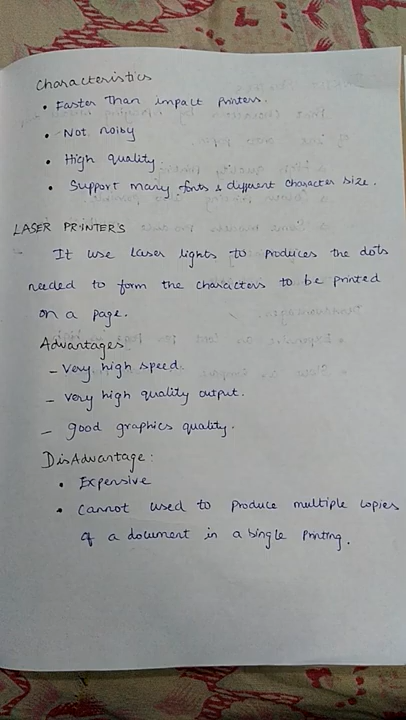 Characteristics
• Faster Than impact printers.
• Not noisy
• High quality
• Support many fonts & different character size.
LASER PRINTERS
- It use laser lights to produces the dots
needed to form the characters to be printed
on a page.
Advantages
- Very high speed.
- very high quality output.
- good graphics quality.
DisAdvantage:
• Expensive
• Cannot used to produce multiple copies
of a document in a single printing.